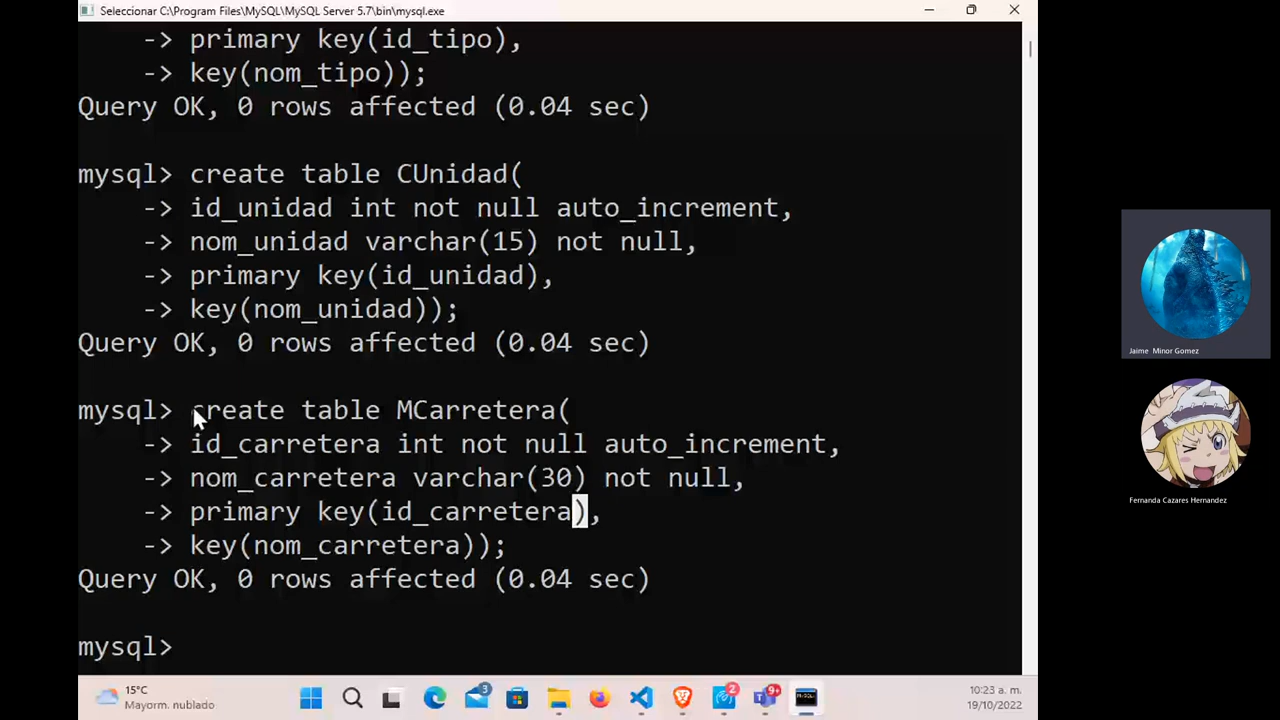 Seleccionar C:\Program Files\MySQL\MySQL Server 5.7\bin\mysql.exe
-> primary key(id_tipo),
-> key(nom_tipo));
Query OK, 0 rows affected (0.04 sec)
mysql> create table CUnidad(
-> id_unidad int not null auto_increment,
-> nom_unidad varchar(15) not null,
-> primary key(id_unidad),
-> key(nom_unidad));
Query OK, 0 rows affected (0.04 sec)
mysql> create table MCarretera(
-> id_carretera int not null auto_increment,
-> nom_carretera varchar(30) not null,
-> primary key(id_carretera),
-> key(nom_carretera));
Query OK, 0 rows affected (0.04 sec)
mysql>
Jaime Minor Gomez
Fernanda Cazares Hernandez
15°C
Mayorm. nublado
3
2
9+
10:23 a. m.
19/10/2022